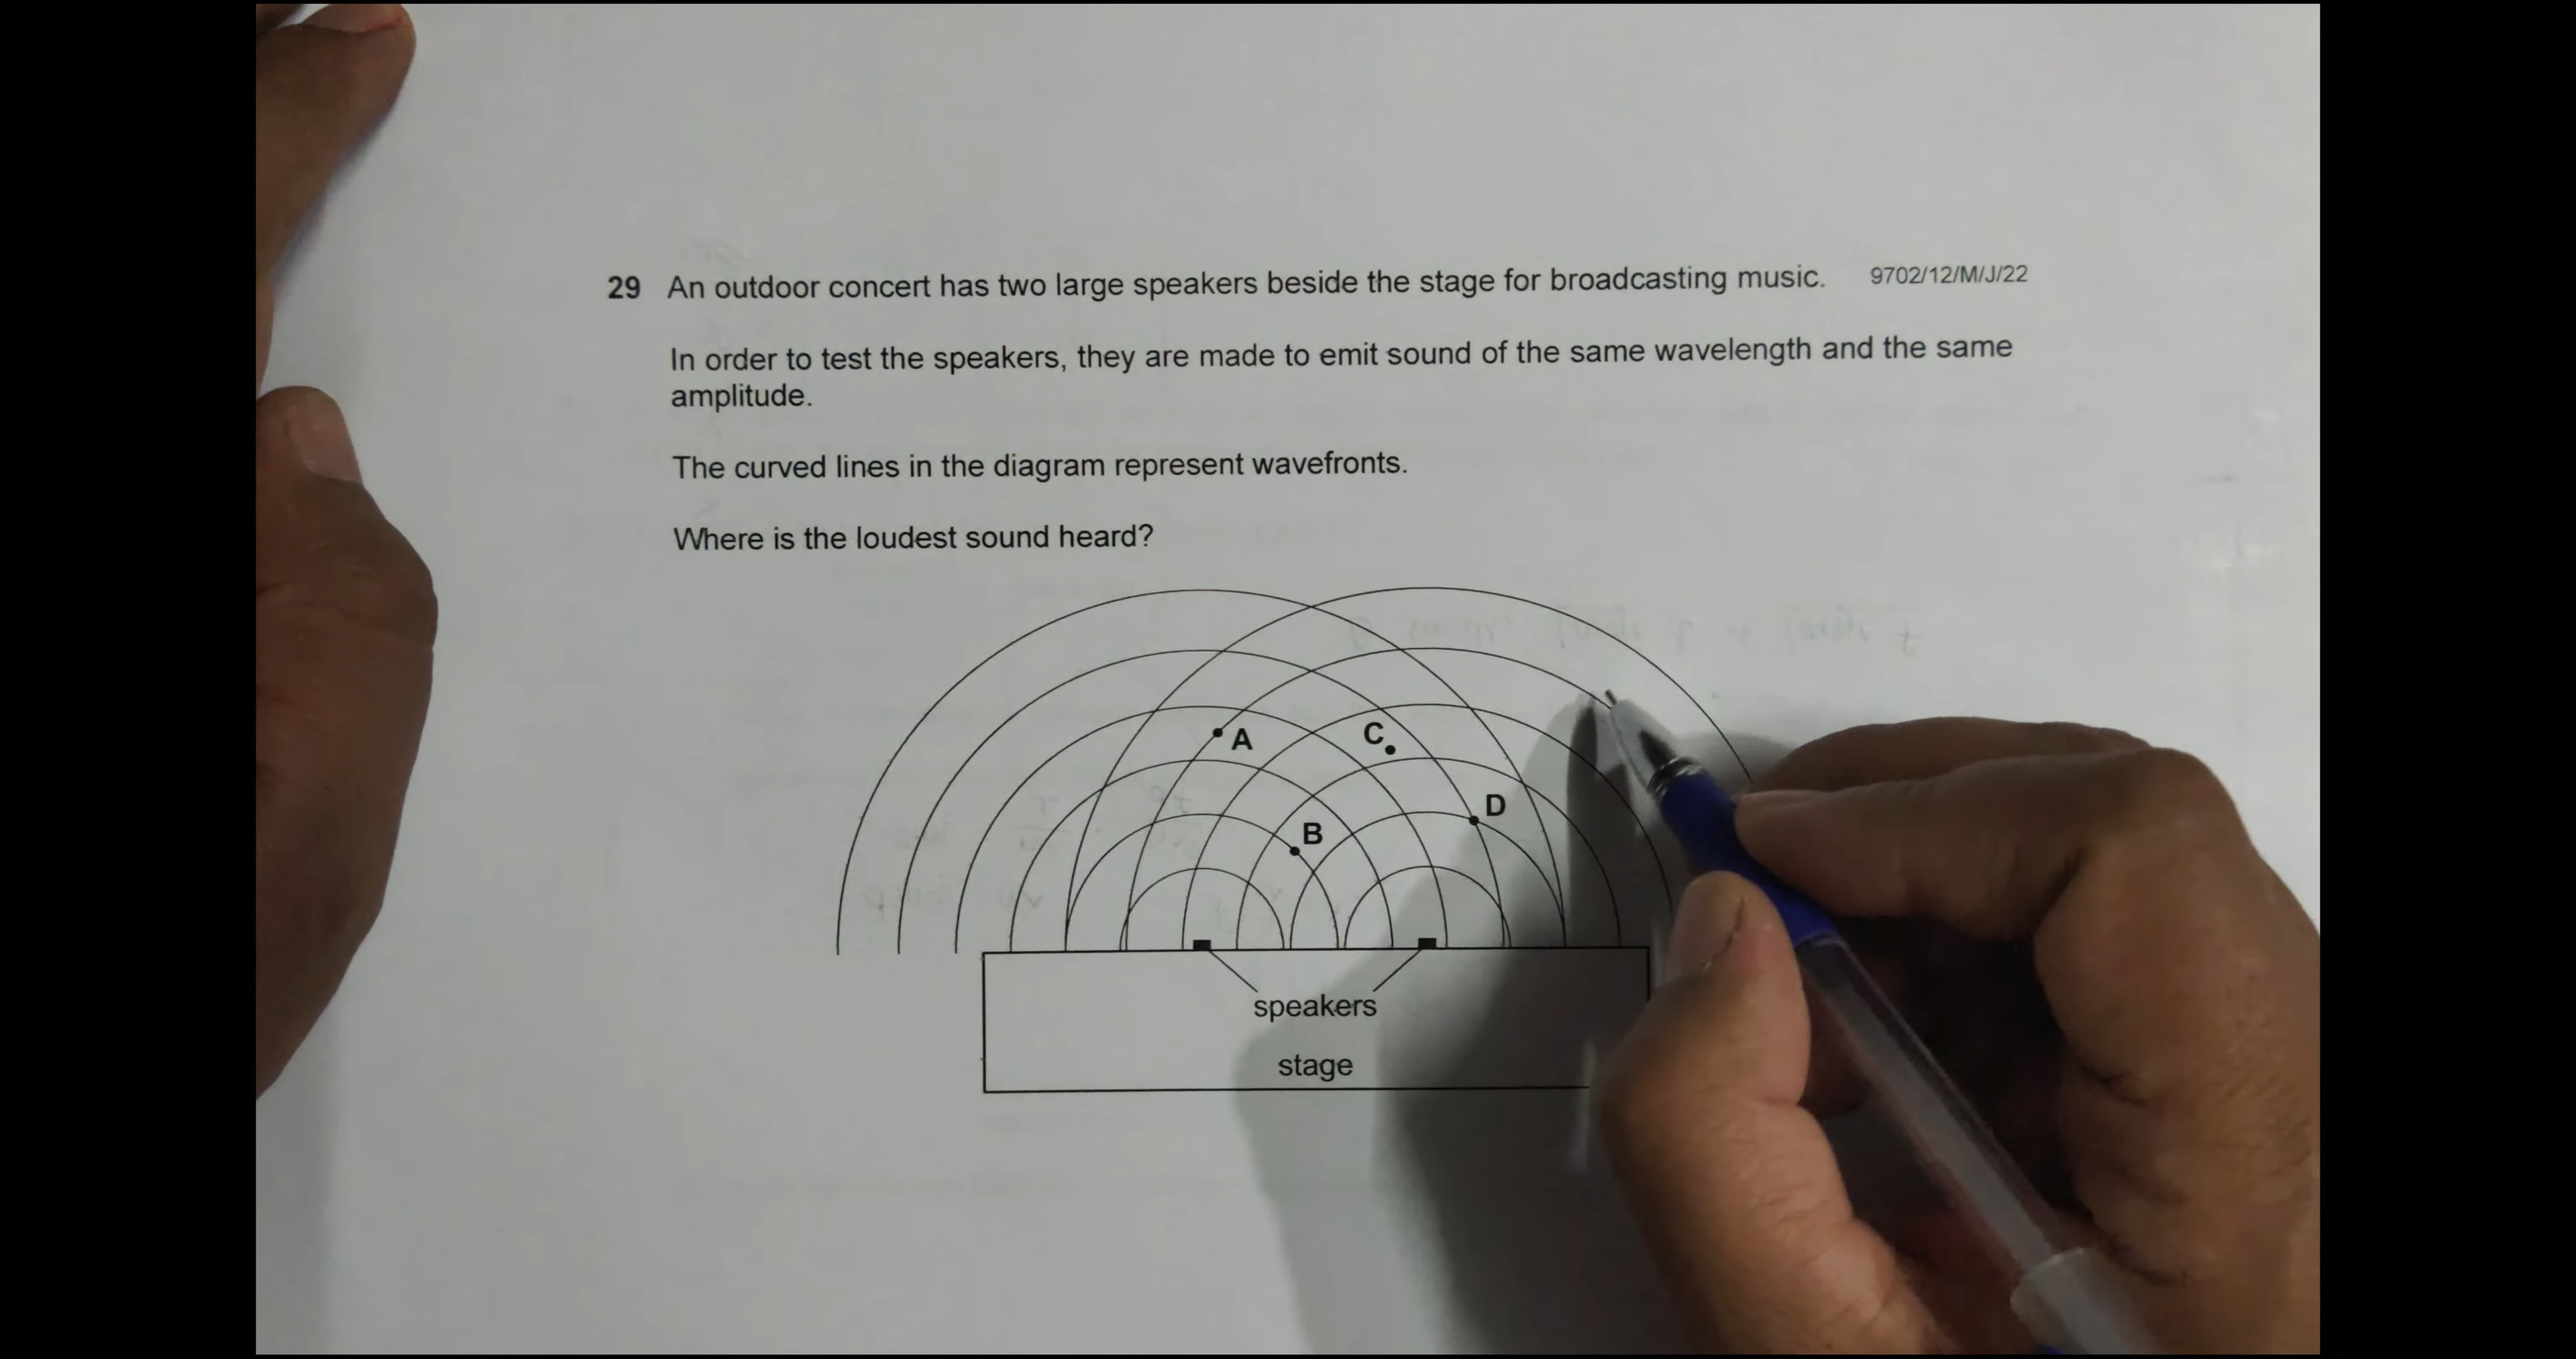 29 An outdoor concert has two large speakers beside the stage for broadcasting music. 9702/12/M/J/22
In order to test the speakers, they are made to emit sound of the same wavelength and the same
amplitude.
The curved lines in the diagram represent wavefronts.
Where is the loudest sound heard?
A
C
D
B
speakers
stage